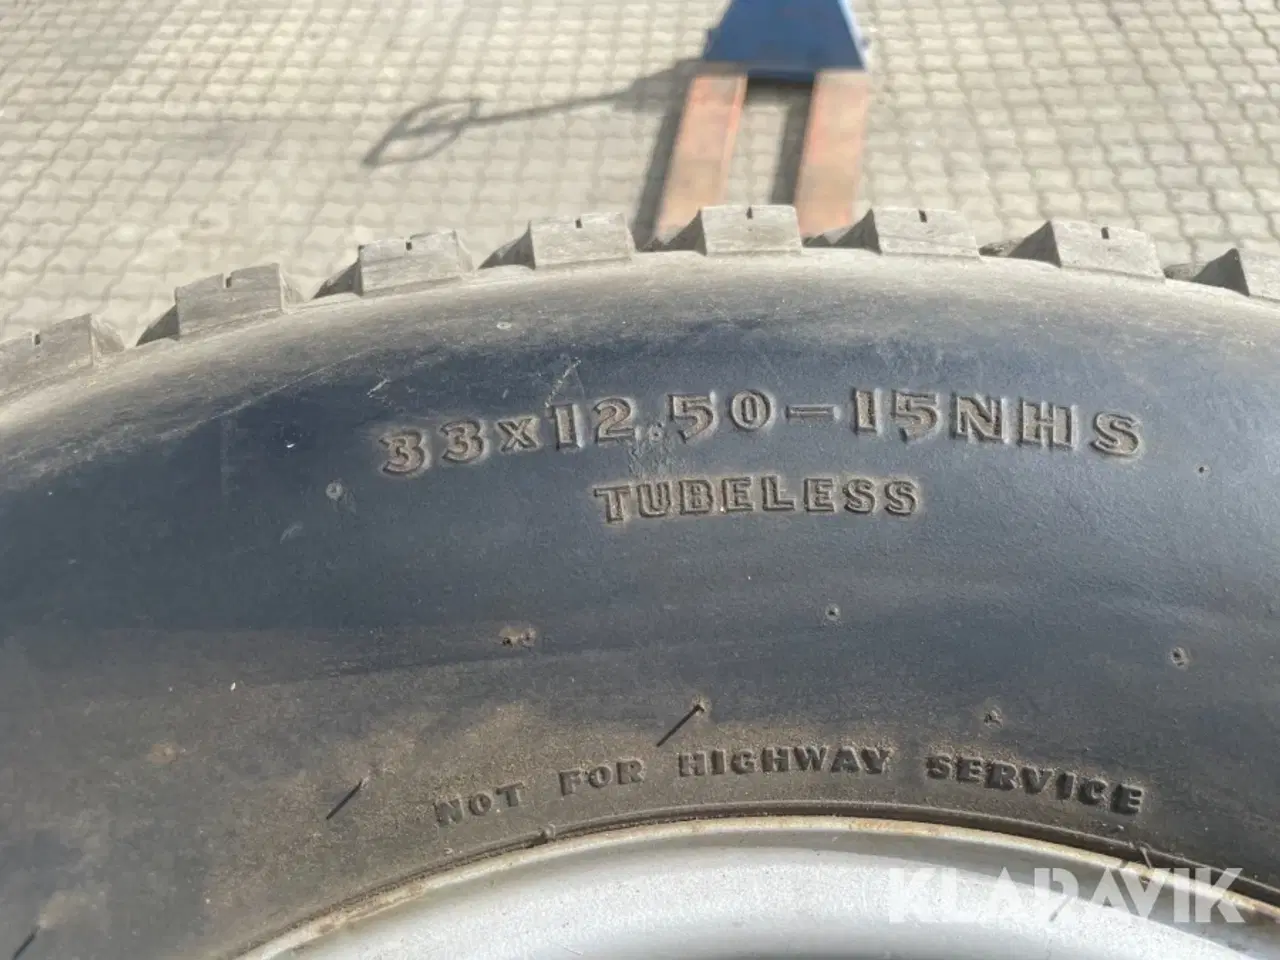 33x12.50-15NHS
TUBELESS
NOT FOR HIGHWAY SERVICE
KLARAVIK